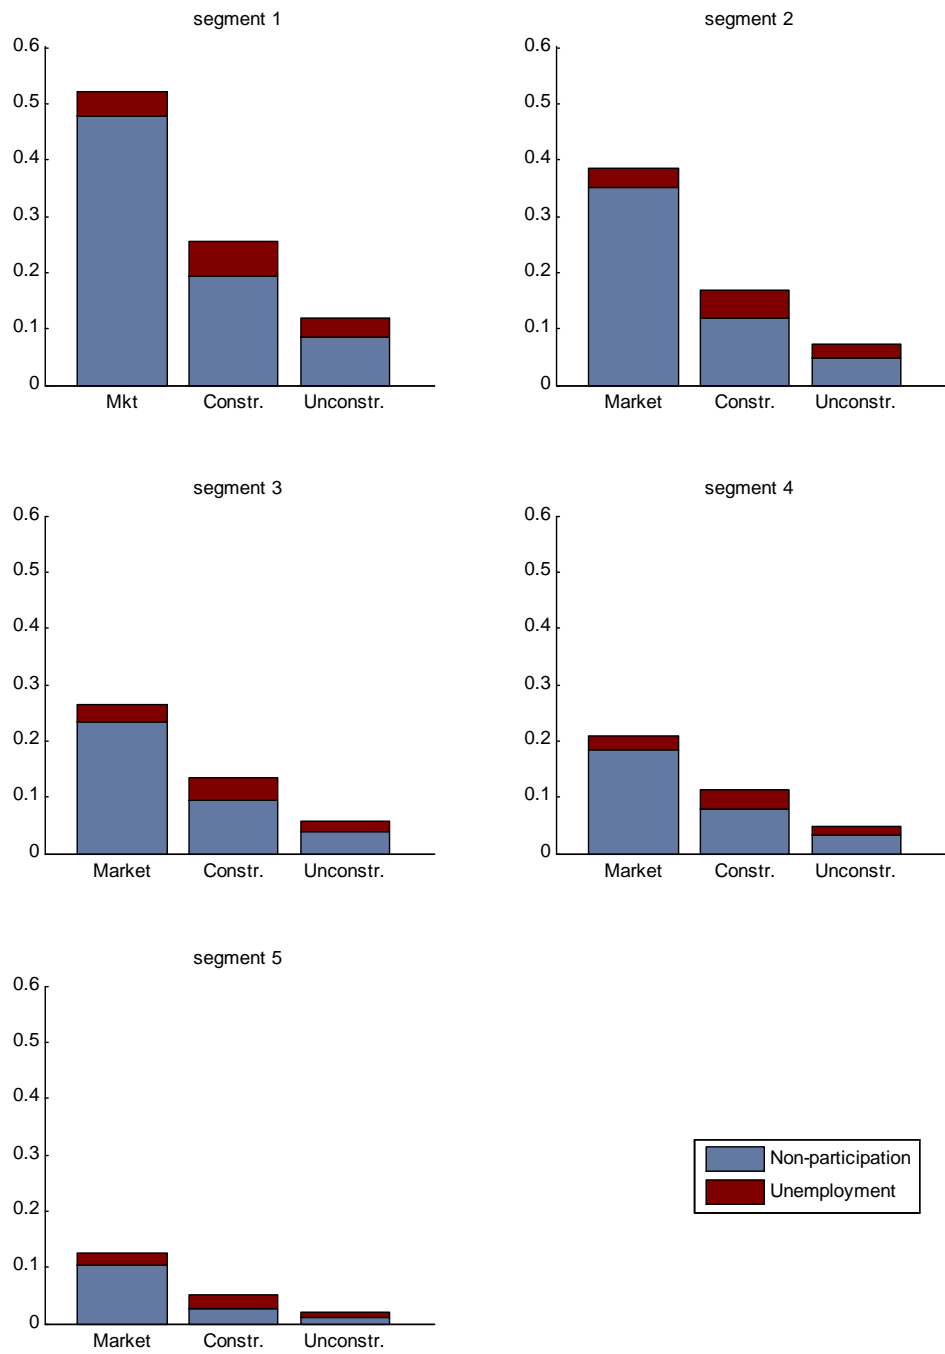 segment 1
0.6
0.5
0.4
0.3
0.2
0.1
0
Mkt Constr. Unconstr.
segment 2
0.6
0.5
0.4
0.3
0.2
0.1
0
Market Constr. Unconstr.
segment 3
0.6
0.5
0.4
0.3
0.2
0.1
0
Market Constr. Unconstr.
segment 4
0.6
0.5
0.4
0.3
0.2
0.1
0
Market Constr. Unconstr.
segment 5
0.6
0.5
0.4
0.3
0.2
0.1
0
Market Constr. Unconstr.
Non-participation
Unemployment